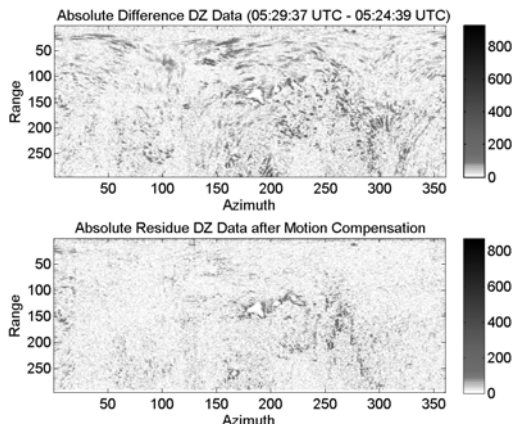 Absolute Difference DZ Data (05:29:37 UTC - 05:24:39 UTC)
50
100
150
200
250
Range
50 100 150 200 250 300 350
Azimuth
800
600
400
200
0
Absolute Residue DZ Data after Motion Compensation
50
100
150
200
250
Range
50 100 150 200 250 300 350
Azimuth
800
600
400
200
0